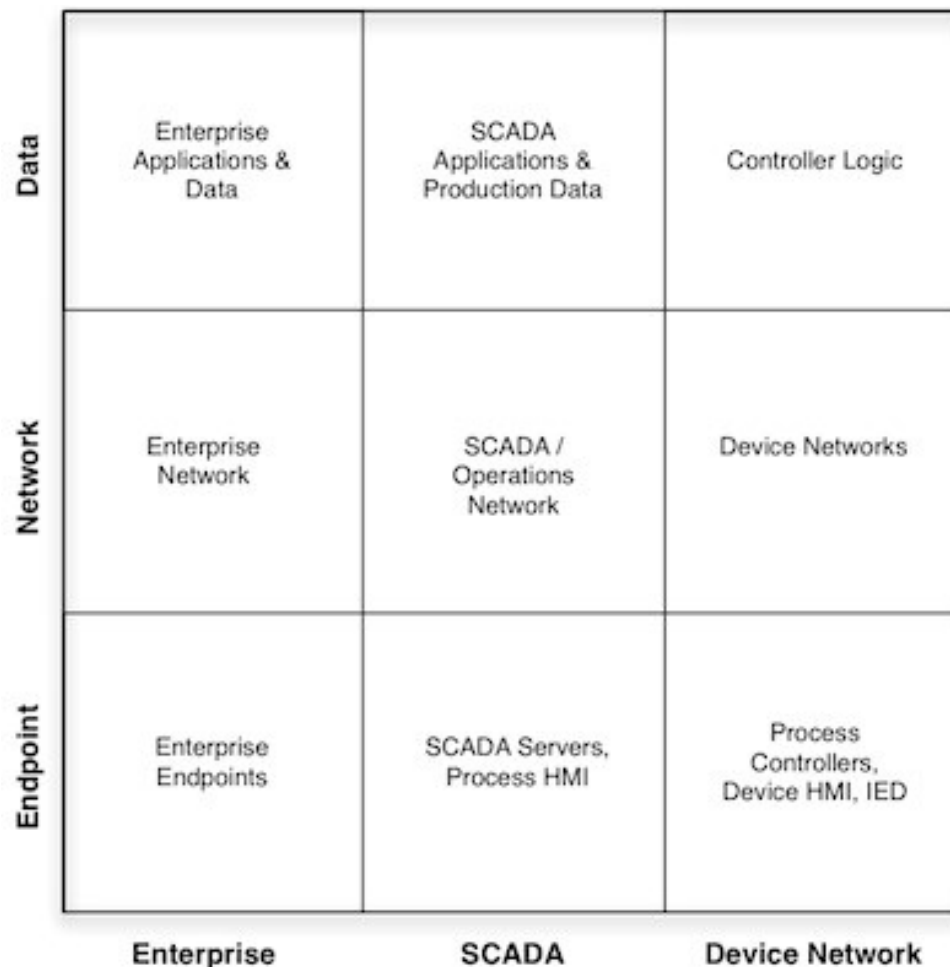 Data
Enterprise
Applications &
Data
SCADA
Applications &
Production Data
Controller Logic
Network
Enterprise
Network
SCADA /
Operations
Network
Device Networks
Endpoint
Enterprise
Endpoints
SCADA Servers,
Process HMI
Process
Controllers,
Device HMI, IED
Enterprise
SCADA
Device Network